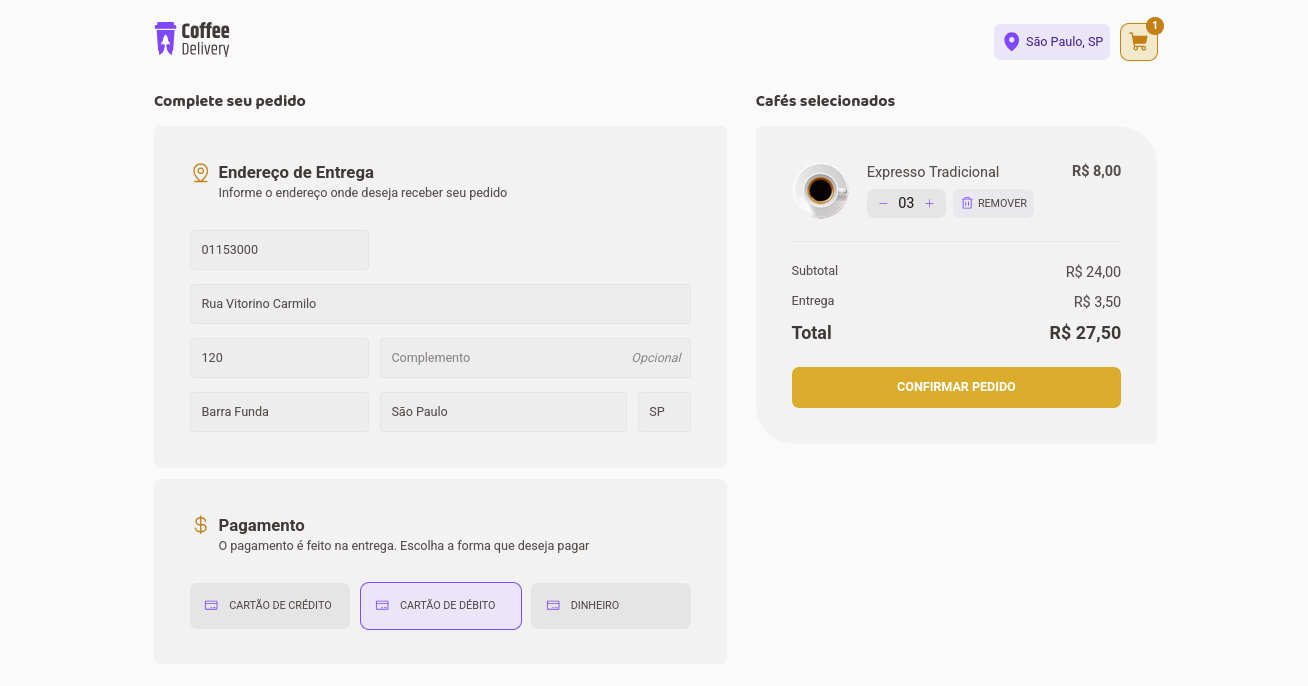 Coffee
Delivery
São Paulo, SP
1
Complete seu pedido
Endereço de Entrega
Informe o endereço onde deseja receber seu pedido
01153000
Rua Vitorino Carmilo
120
Complemento
Opcional
Barra Funda
São Paulo
SP
Pagamento
O pagamento é feito na entrega. Escolha a forma que deseja pagar
CARTÃO DE CRÉDITO
CARTÃO DE DÉBITO
DINHEIRO
Cafés selecionados
Expresso Tradicional
R$ 8,00
− 03 +
REMOVER
Subtotal
R$ 24,00
Entrega
R$ 3,50
Total
R$ 27,50
CONFIRMAR PEDIDO